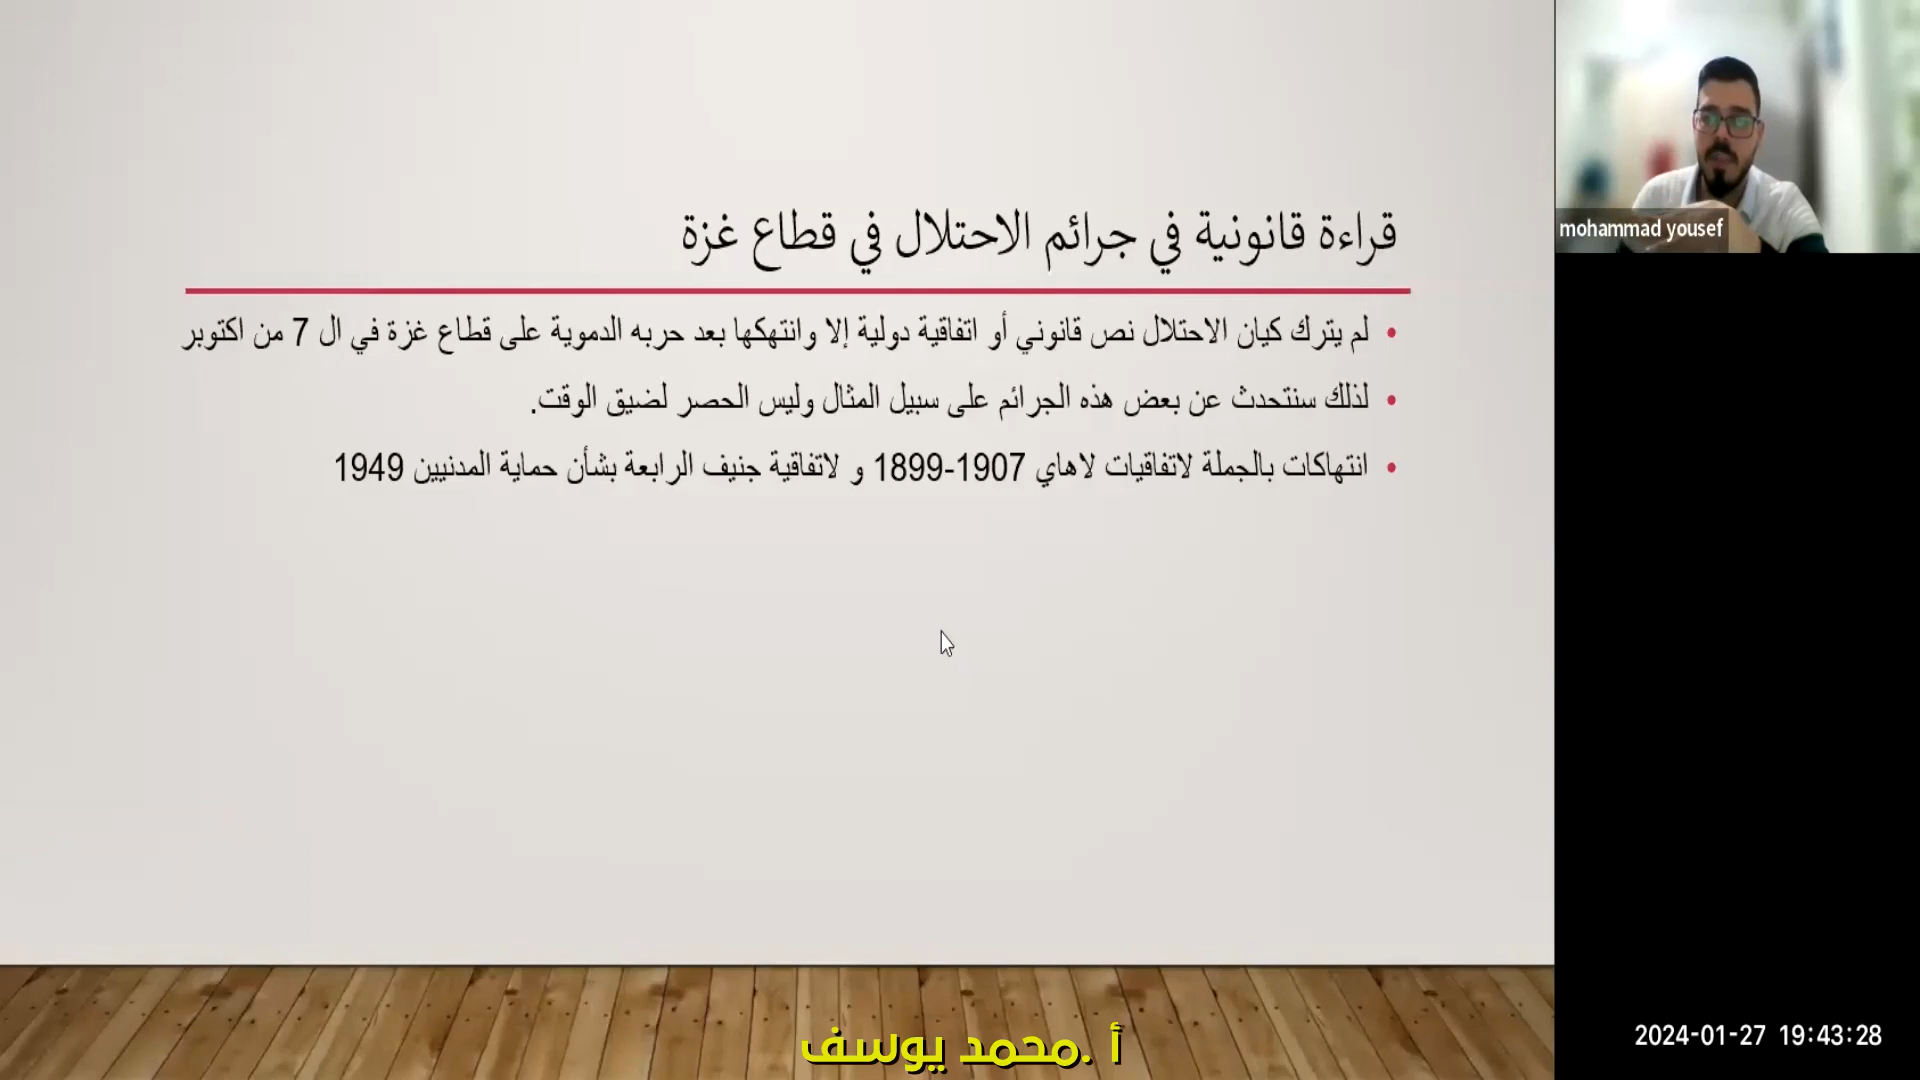 قراءة قانونية في جرائم الاحتلال في قطاع غزة
• لم يترك كيان الاحتلال نص قانوني أو اتفاقية دولية إلا وانتهكها بعد حربه الدموية على قطاع غزة في ال 7 من اكتوبر
• لذلك سنتحدث عن بعض هذه الجرائم على سبيل المثال وليس الحصر لضيق الوقت.
• انتهاكات بالجملة لاتفاقيات لاهاي 1907-1899 و لاتفاقية جنيف الرابعة بشأن حماية المدنيين 1949
mohammad yousef
أ .محمد يوسف
2024-01-27 19:43:28